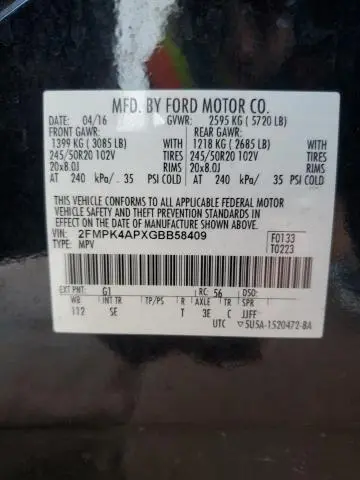 MFD. BY FORD MOTOR CO.
DATE: 04/16 GVWR: 2595 KG ( 5720 LB)
FRONT GAWR: REAR GAWR:
1399 KG ( 3085 LB) 1218 KG ( 2685 LB)
245/50R20 102V TIRES 245/50R20 102V TIRES
20x8.0J RIMS 20x8.0J RIMS
AT 240 kPa/ 35 PSI COLD AT 240 kPa/ 35 PSI COLD
THIS VEHICLE CONFORMS TO ALL APPLICABLE FEDERAL MOTOR
VEHICLE SAFETY AND BUMPER STANDARDS IN EFFECT ON THE DATE
OF MANUFACTURE SHOWN ABOVE.
VIN: 2FMPK4APXGBB58409 F0133
TYPE: MPV T0223
EXT PNT: G1 RC: 56 DSO:
WB INT TR TP/PS R AXLE TR SPR
112 SE T 3E C JJFF
UTC ▽5U5A-1520472-BA